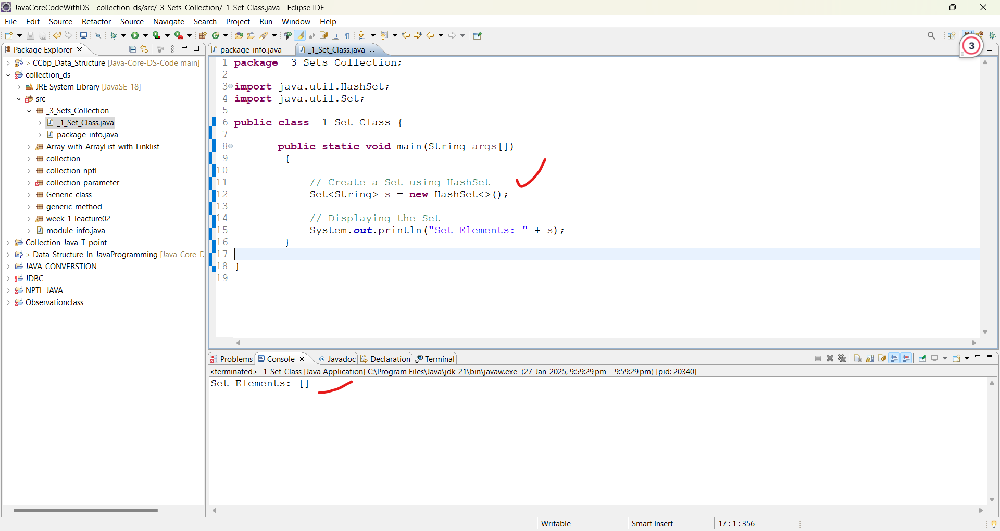 JavaCoreCodeWithDS - collection_ds/src/_3_Sets_Collection/_1_Set_Class.java - Eclipse IDE
File Edit Source Refactor Source Navigate Search Project Run Window Help
3
Package Explorer
> CCbp_Data_Structure [Java-Core-DS-Code main]
collection_ds
JRE System Library [JavaSE-18]
src
_3_Sets_Collection
_1_Set_Class.java
package-info.java
Array_with_ArrayList_with_Linklist
collection
collection_nptl
collection_parameter
Generic_class
generic_method
week_1_leacture02
module-info.java
Collection_Java_T_point_
> Data_Structure_In_JavaProgramming [Java-Core-D
JAVA_CONVERSTION
JDBC
NPTL_JAVA
Observationclass
package-info.java _1_Set_Class.java
1 package _3_Sets_Collection;
2
3 import java.util.HashSet;
4 import java.util.Set;
5
6 public class _1_Set_Class {
7
8 public static void main(String args[])
9 {
10
11 // Create a Set using HashSet
12 Set<String> s = new HashSet<>();
13
14 // Displaying the Set
15 System.out.println("Set Elements: " + s);
16 }
17
18 }
19
Problems Console @ Javadoc Declaration Terminal
<terminated> _1_Set_Class [Java Application] C:\Program Files\Java\jdk-21\bin\javaw.exe (27-Jan-2025, 9:59:29 pm – 9:59:29 pm) [pid: 20340]
Set Elements: []
Writable Smart Insert 17 : 1 : 356